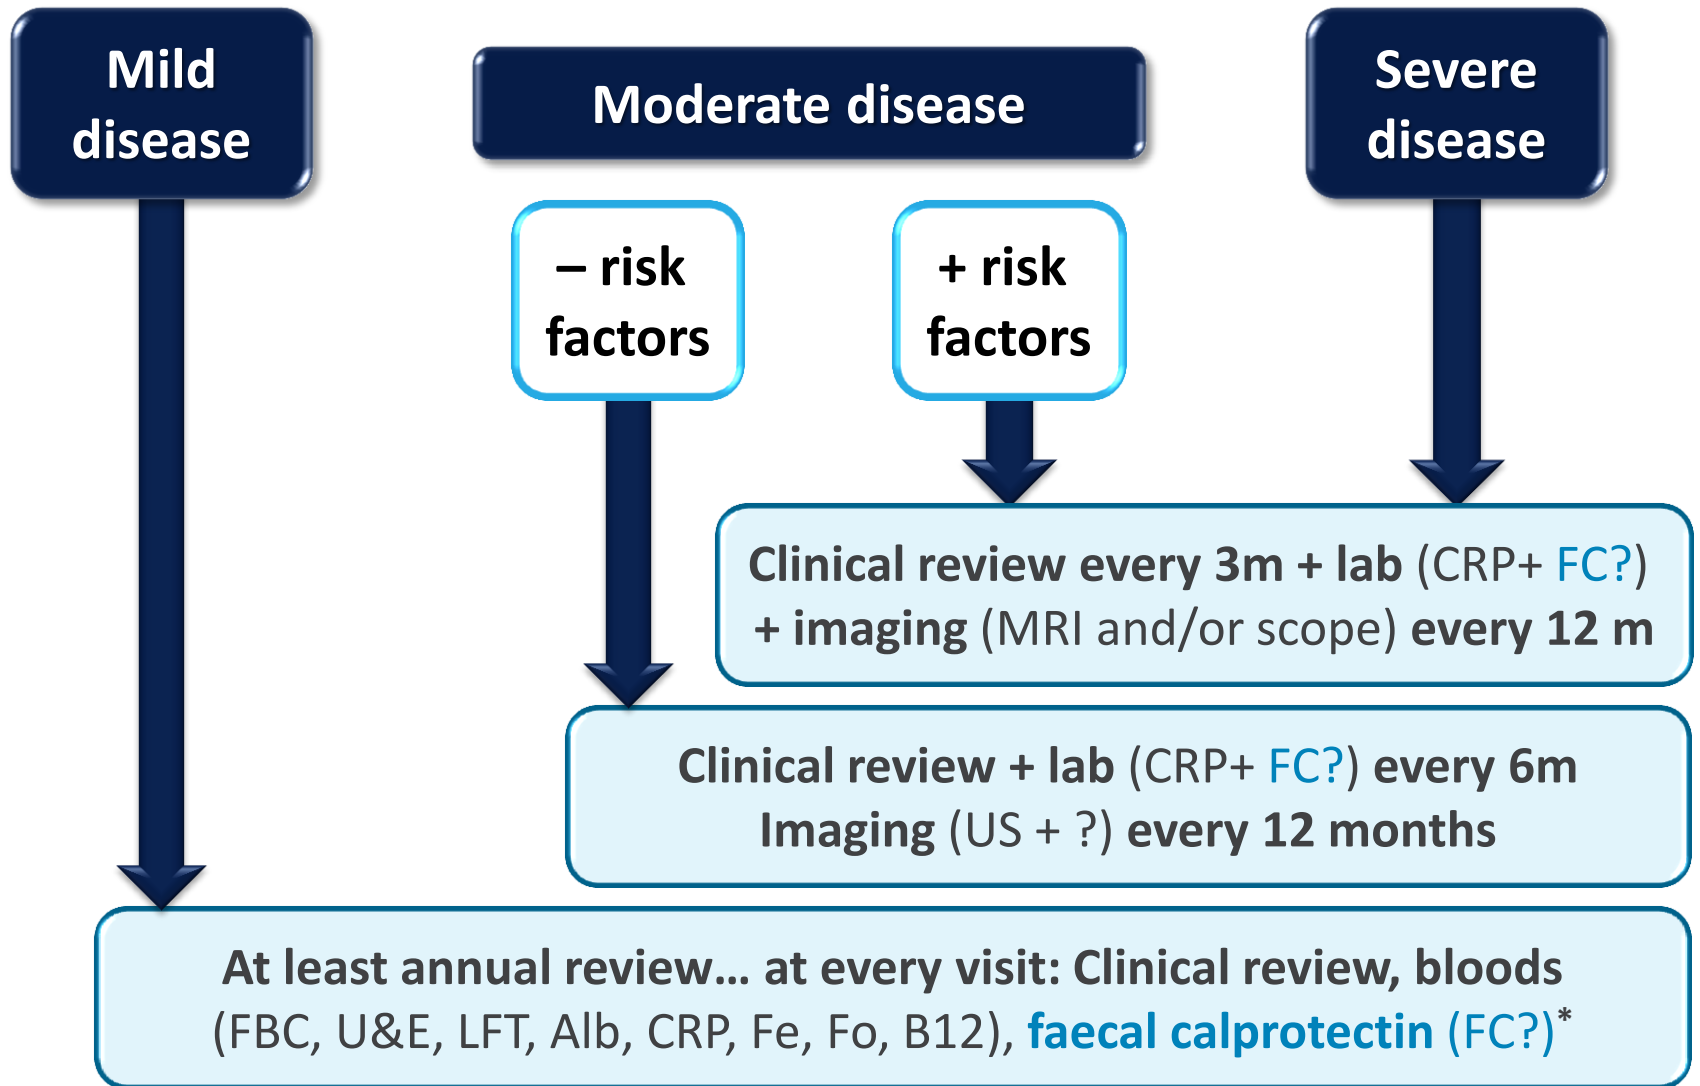 Mild
disease
Moderate disease
Severe
disease
– risk
factors
+ risk
factors
Clinical review every 3m + lab (CRP+ FC?)
+ imaging (MRI and/or scope) every 12 m
Clinical review + lab (CRP+ FC?) every 6m
Imaging (US + ?) every 12 months
At least annual review... at every visit: Clinical review, bloods
(FBC, U&E, LFT, Alb, CRP, Fe, Fo, B12), faecal calprotectin (FC?)*